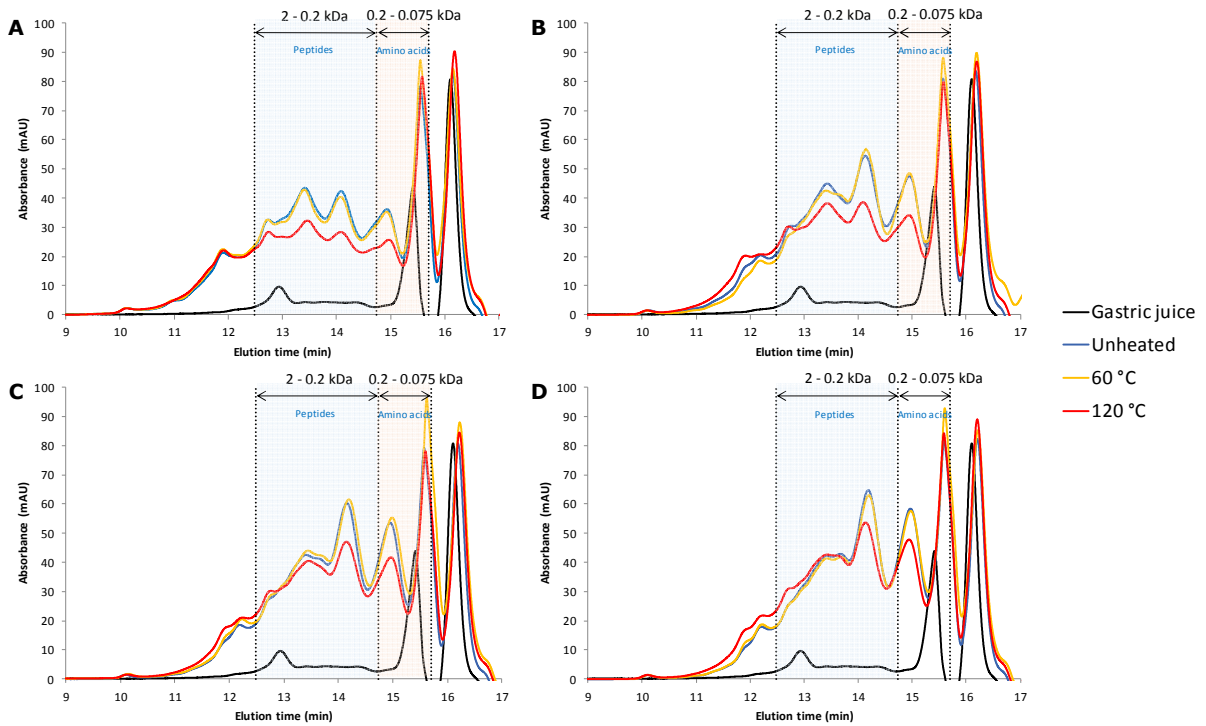 A
2 - 0.2 kDa
0.2 - 0.075 kDa
Peptides
Amino acids
100
90
80
70
60
50
40
30
20
10
0
Absorbance (mAU)
9 10 11 12 13 14 15 16 17
Elution time (min)
B
2 - 0.2 kDa
0.2 - 0.075 kDa
Peptides
Amino acids
100
90
80
70
60
50
40
30
20
10
0
Absorbance (mAU)
9 10 11 12 13 14 15 16 17
Elution time (min)
C
2 - 0.2 kDa
0.2 - 0.075 kDa
Peptides
Amino acids
100
90
80
70
60
50
40
30
20
10
0
Absorbance (mAU)
9 10 11 12 13 14 15 16 17
Elution time (min)
D
2 - 0.2 kDa
0.2 - 0.075 kDa
Peptides
Amino acids
100
90
80
70
60
50
40
30
20
10
0
Absorbance (mAU)
9 10 11 12 13 14 15 16 17
Elution time (min)
Gastric juice
Unheated
60 °C
120 °C